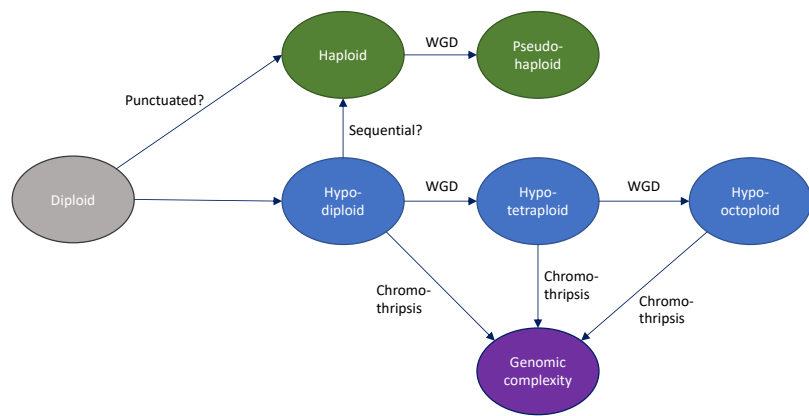 WGD
Haploid
Pseudo-
haploid
Punctuated?
Sequential?
Diploid
Hypo-
diploid
WGD
Hypo-
tetraploid
WGD
Hypo-
octoploid
Chromo-
thripsis
Chromo-
thripsis
Chromo-
thripsis
Genomic
complexity